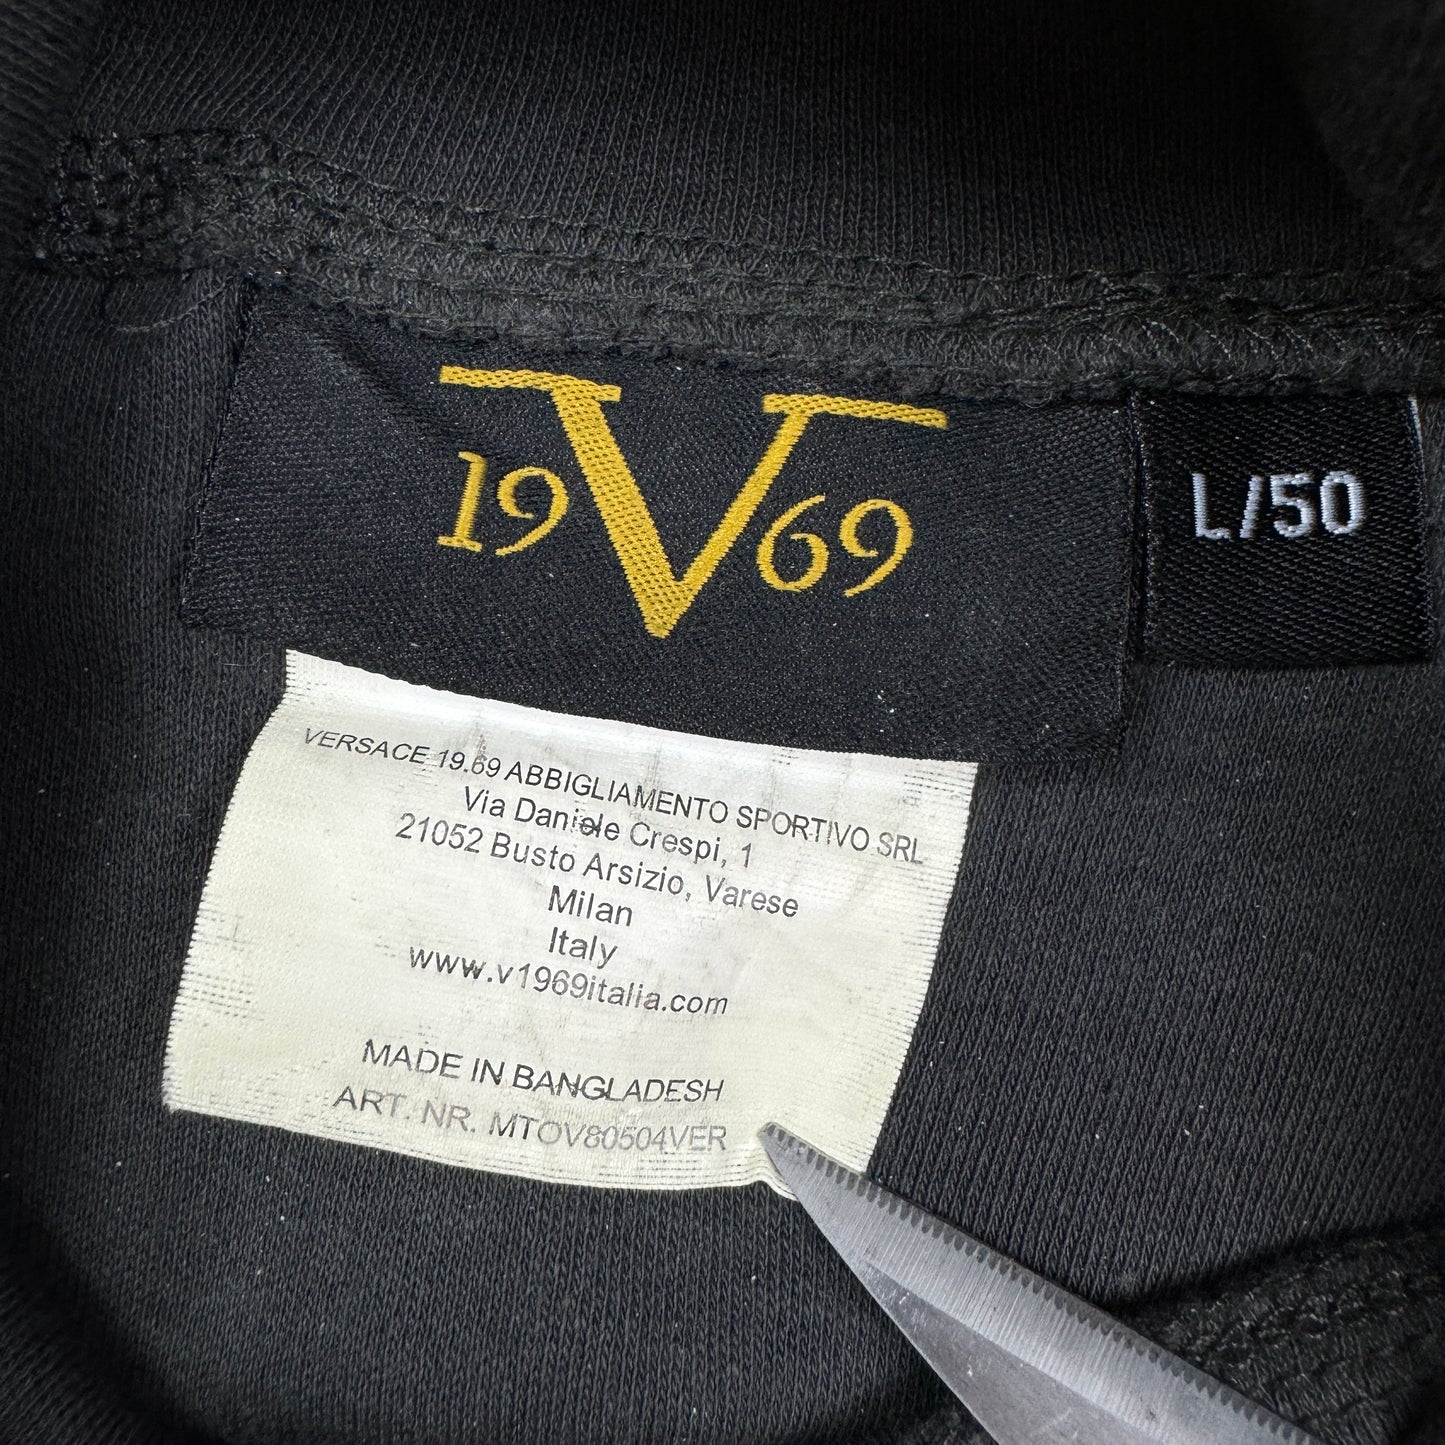 19V69
L/50
VERSACE 19.69 ABBIGLIAMENTO SPORTIVO SRL
Via Daniele Crespi, 1
21052 Busto Arsizio, Varese
Milan
Italy
www.v1969italia.com
MADE IN BANGLADESH
ART. NR. MTOV80504VER